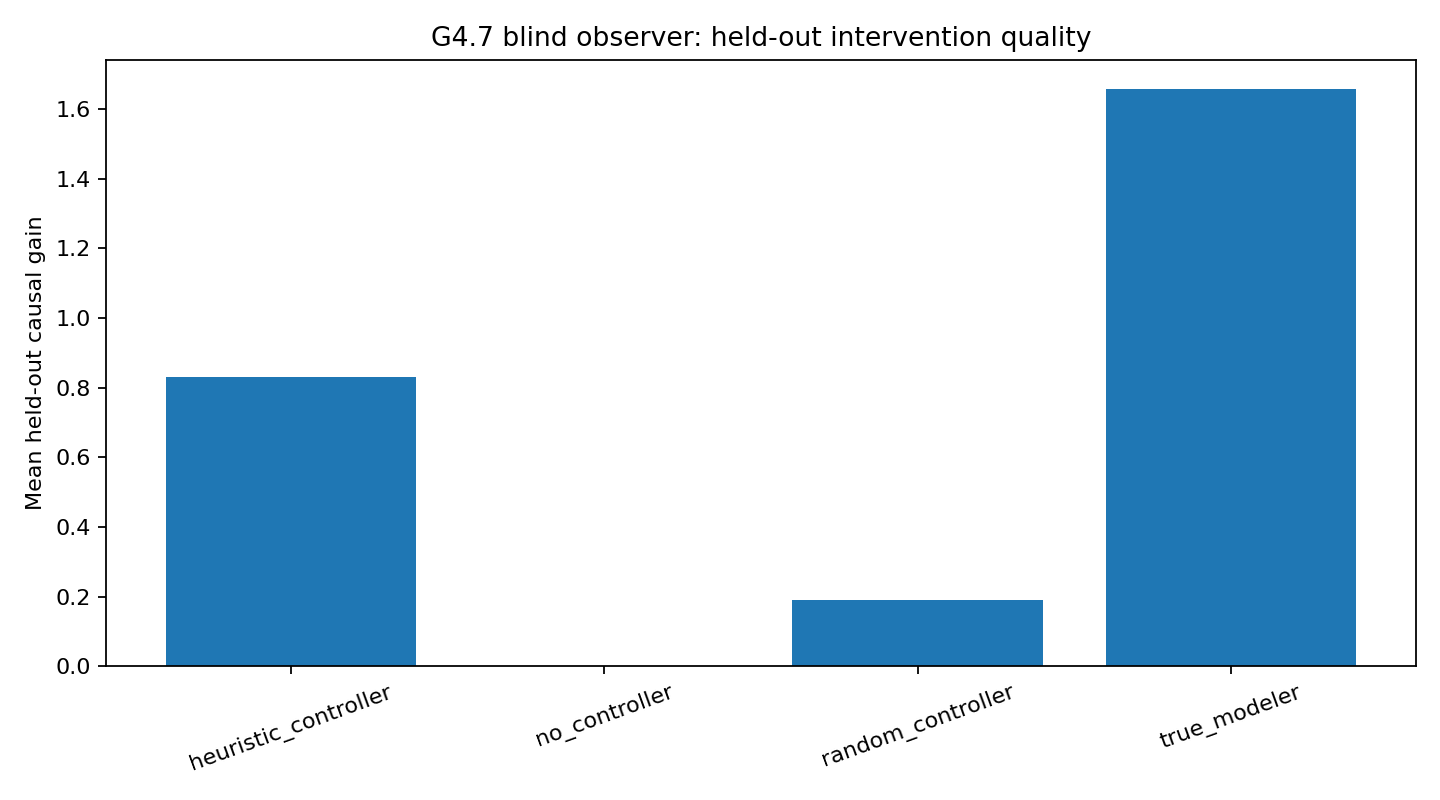 G4.7 blind observer: held-out intervention quality
Mean held-out causal gain
1.6
1.4
1.2
1.0
0.8
0.6
0.4
0.2
0.0
heuristic_controller
no_controller
random_controller
true_modeler